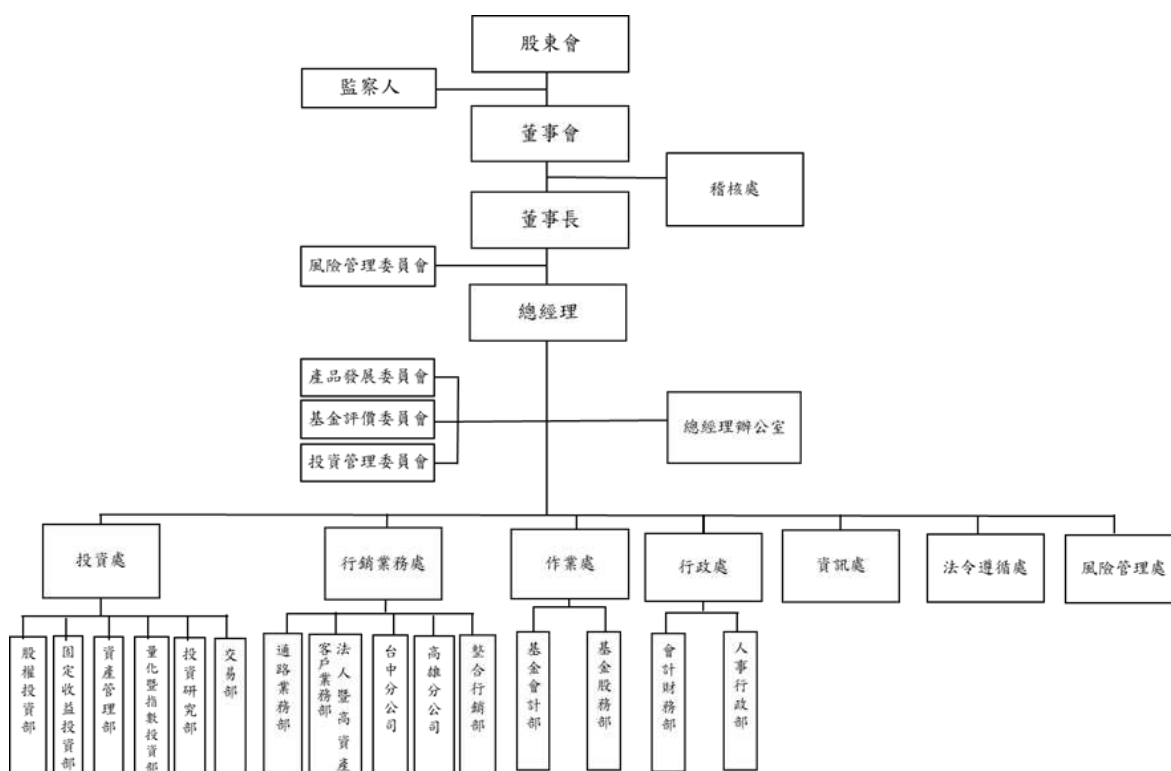 股東會
監察人
董事會
稽核處
董事長
風險管理委員會
總經理
產品發展委員會
基金評價委員會
總經理辦公室
投資管理委員會
投資處
行銷業務處
作業處
行政處
資訊處
法令遵循處
風險管理處
股權投資部
固定收益投資部
資產管理部
量化暨指數投資部
投資研究部
交易部
通路業務部
法人暨高資產
客戶業務部
台中分公司
高雄分公司
整合行銷部
基金會計部
基金股務部
會計財務部
人事行政部